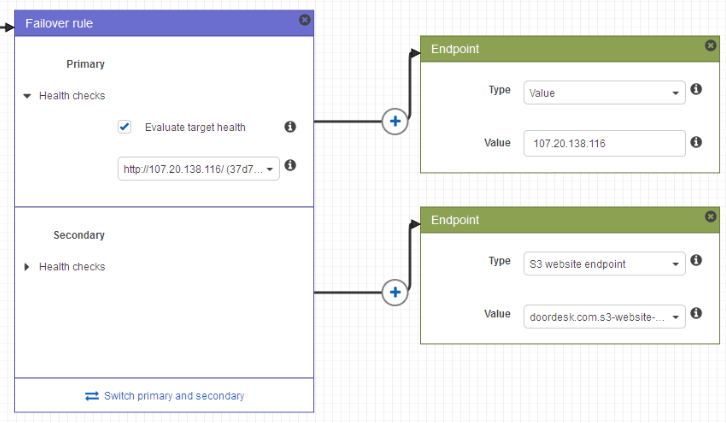 Failover rule
Primary
Health checks
Evaluate target health
http://107.20.138.116/ (37d7...
Secondary
Health checks
Switch primary and secondary
Endpoint
Type
Value
Value
107.20.138.116
Endpoint
Type
S3 website endpoint
Value
doordesk.com.s3-website-...